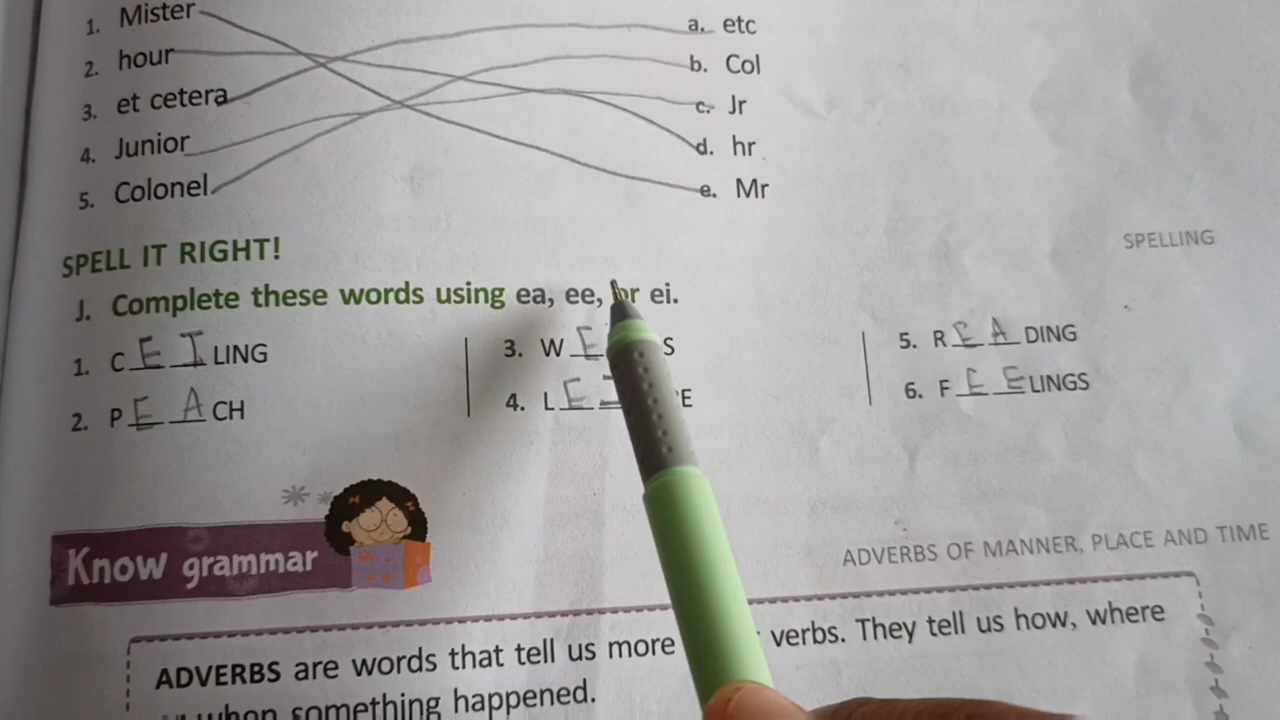 1. Mister
a. etc
2. hour
b. Col
3. et cetera
c. Jr
4. Junior
d. hr
5. Colonel
e. Mr
SPELL IT RIGHT!
SPELLING
J. Complete these words using ea, ee, or ei.
1. C E I LING
3. W E S
5. R E A DING
2. P E A CH
4. L E E
6. F E E LINGS
Know grammar
ADVERBS OF MANNER, PLACE AND TIME
ADVERBS are words that tell us more verbs. They tell us how, where
when something happened.